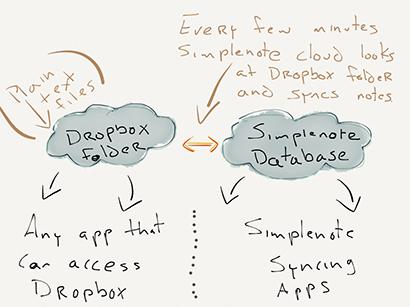 Every few minutes
Simplenote cloud looks
at Dropbox folder
and syncs notes
Plain
text
files
Dropbox
folder
Simplenote
Database
Any app that
can access
Dropbox
Simplenote
Syncing
Apps